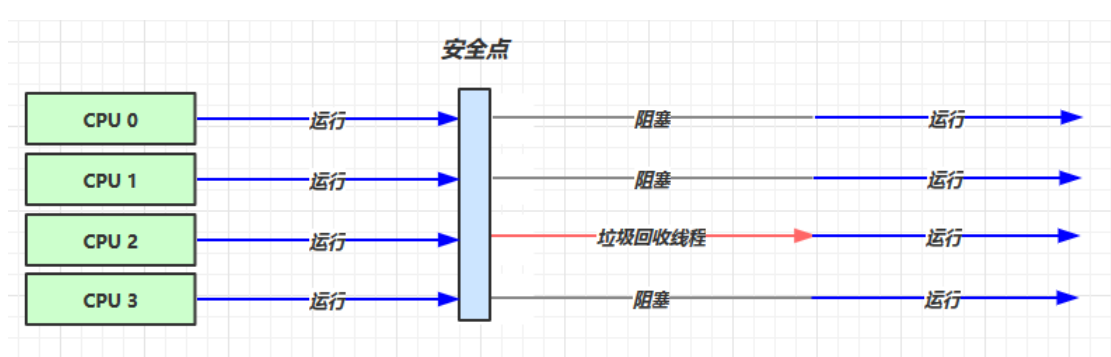 安全点
CPU 0 运行 阻塞 运行
CPU 1 运行 阻塞 运行
CPU 2 运行 垃圾回收线程 运行
CPU 3 运行 阻塞 运行